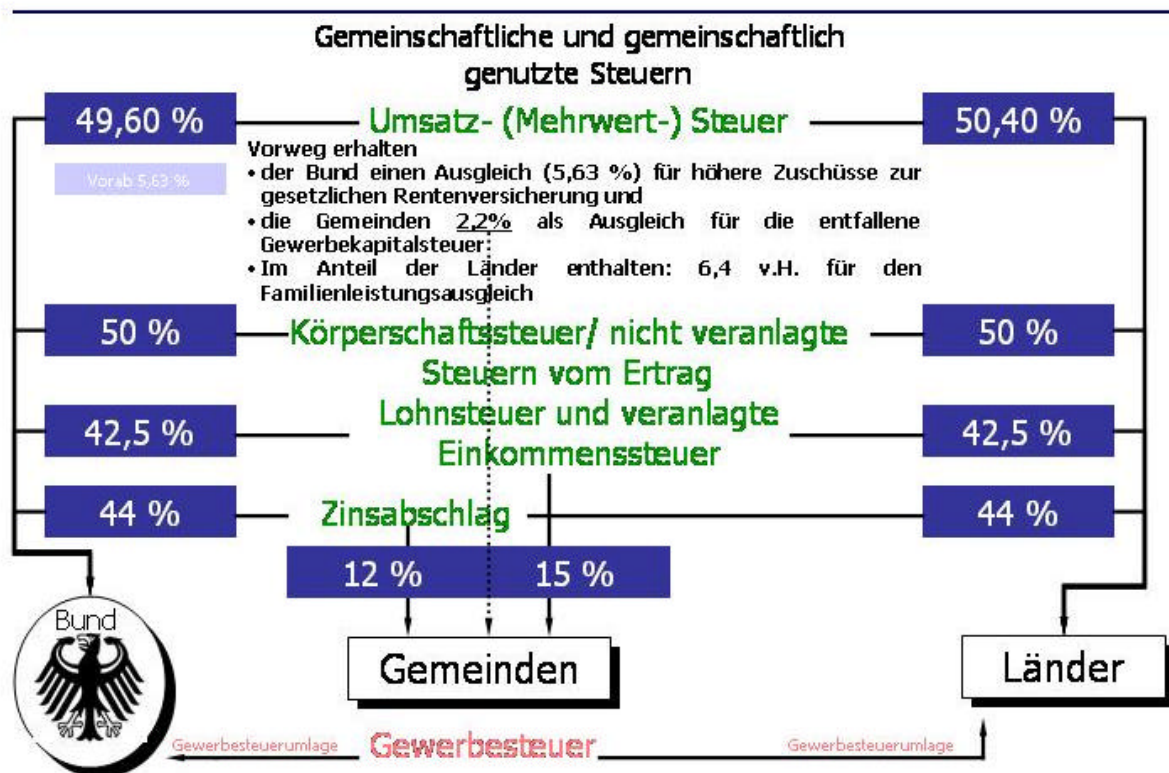 Gemeinschaftliche und gemeinschaftlich
genutzte Steuern
49,60 %
Umsatz- (Mehrwert-) Steuer
50,40 %
Vorab 5,63 %
Vorweg erhalten
• der Bund einen Ausgleich (5,63 %) für höhere Zuschüsse zur
gesetzlichen Rentenversicherung und
• die Gemeinden 2,2% als Ausgleich für die entfallene
Gewerbekapitalsteuer
• Im Anteil der Länder enthalten: 6,4 v.H. für den
Familienleistungsausgleich
50 %
Körperschaftssteuer/ nicht veranlagte
Steuern vom Ertrag
50 %
42,5 %
Lohnsteuer und veranlagte
Einkommenssteuer
42,5 %
44 %
Zinsabschlag
44 %
12 %
15 %
Bund
Gemeinden
Länder
Gewerbesteuerumlage
Gewerbesteuer
Gewerbesteuerumlage